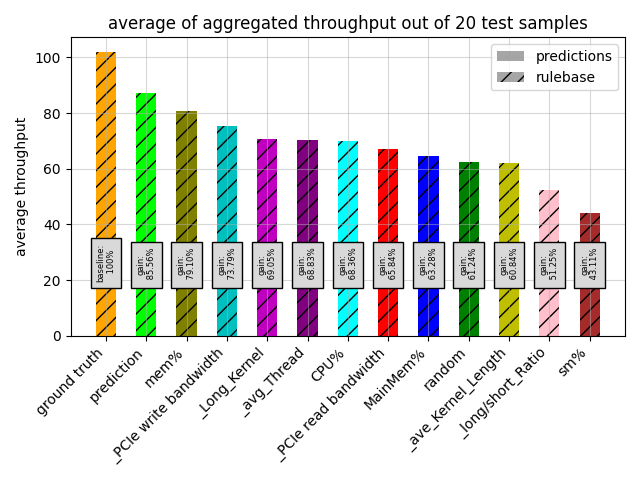 average of aggregated throughput out of 20 test samples
predictions
rulebase
average throughput
100
80
60
40
20
0
baseline:
100%
gain:
85.56%
gain:
79.10%
gain:
73.79%
gain:
69.05%
gain:
68.83%
gain:
68.36%
gain:
65.84%
gain:
63.28%
gain:
61.24%
gain:
60.84%
gain:
51.25%
gain:
43.11%
ground truth
prediction
mem%
_PCIe write bandwidth
_Long_Kernel
_avg_Thread
CPU%
_PCIe read bandwidth
MainMem%
random
_ave_Kernel_Length
_long/short_Ratio
sm%